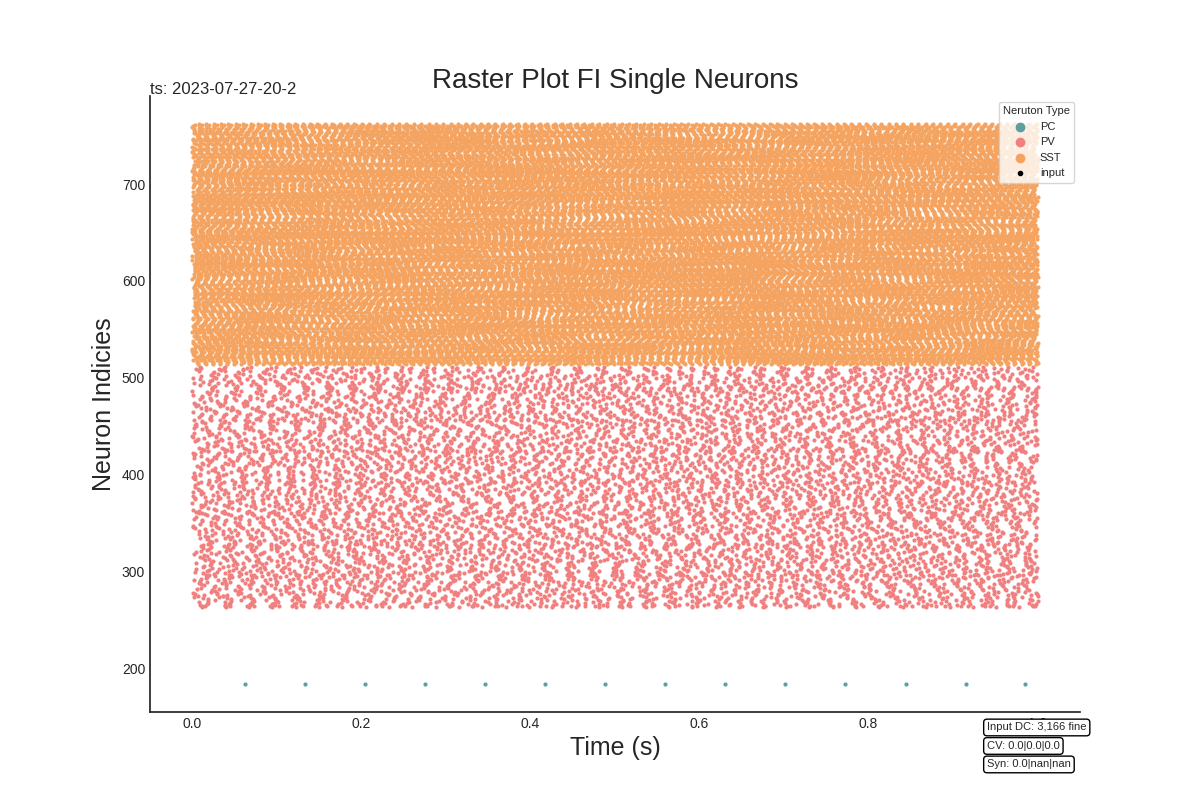 Raster Plot FI Single Neurons
ts: 2023-07-27-20-2
Neruton Type
PC
PV
SST
input
Neuron Indicies
700
600
500
400
300
200
0.0 0.2 0.4 0.6 0.8
Time (s)
Input DC: 3,166 fine
CV: 0.0|0.0|0.0
Syn: 0.0|nan|nan